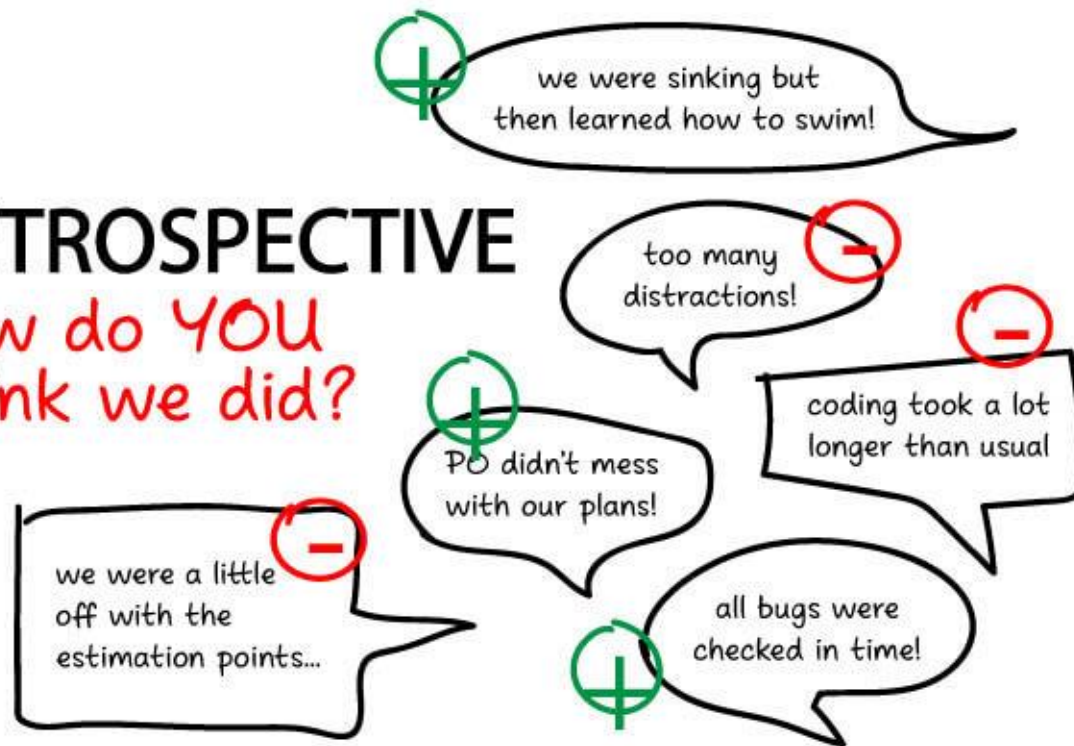 we were sinking but
then learned how to swim!
TROSPECTIVE
w do YOU
nk we did?
too many
distractions!
coding took a lot
longer than usual
PO didn't mess
with our plans!
we were a little
off with the
estimation points...
all bugs were
checked in time!